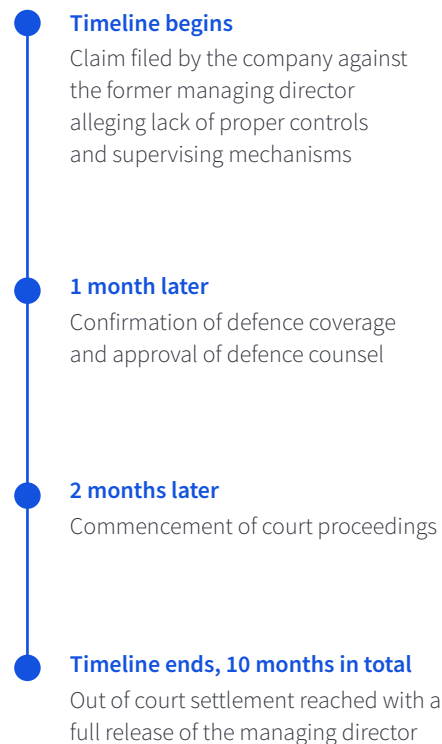 Timeline begins
Claim filed by the company against
the former managing director
alleging lack of proper controls
and supervising mechanisms
1 month later
Confirmation of defence coverage
and approval of defence counsel
2 months later
Commencement of court proceedings
Timeline ends, 10 months in total
Out of court settlement reached with a
full release of the managing director